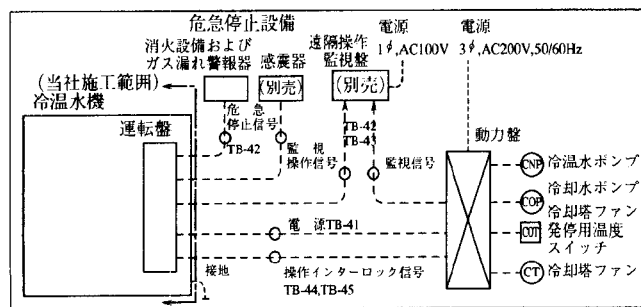 危急停止設備
消火設備および
ガス漏れ警報器
感震器
(別売)
遠隔操作
監視盤
(別売)
電源
1φ,AC100V
電源
3φ,AC200V,50/60Hz
(当社施工範囲)
冷温水機
運転盤
危 急
停止信号
TB-42
監 視
操作信号
TB-42
TB-43
監視信号
動力盤
CNP 冷温水ポンプ
COP 冷却水ポンプ
冷却塔ファン
COT 発停用温度
スイッチ
CT 冷却塔ファン
電 源TB-41
接地
操作インターロック信号
TB-44,TB-45